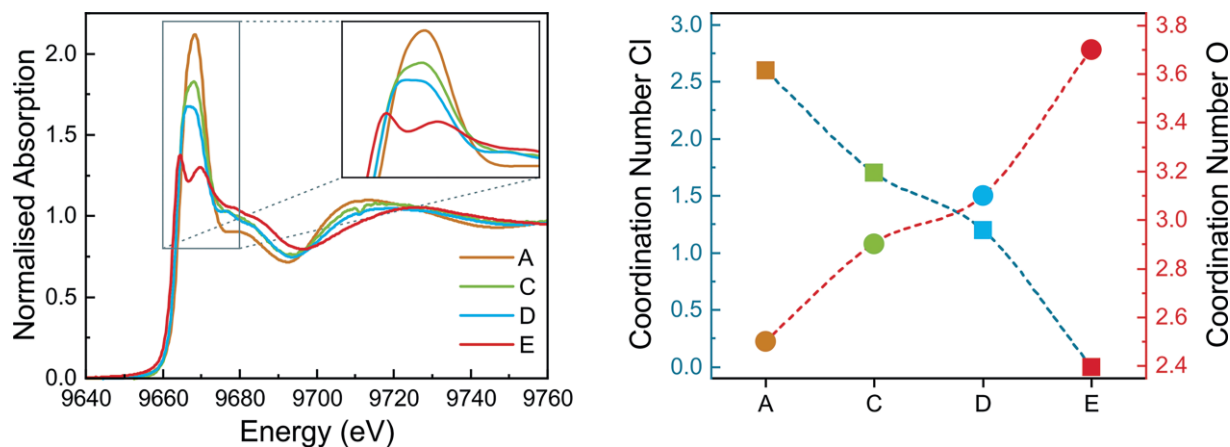 Normalised Absorption
2.0
1.5
1.0
0.5
0.0
9640 9660 9680 9700 9720 9740 9760
Energy (eV)
A
C
D
E
Coordination Number Cl
3.0
2.5
2.0
1.5
1.0
0.5
0.0
A C D E
3.8
3.6
3.4
3.2
3.0
2.8
2.6
2.4
Coordination Number O